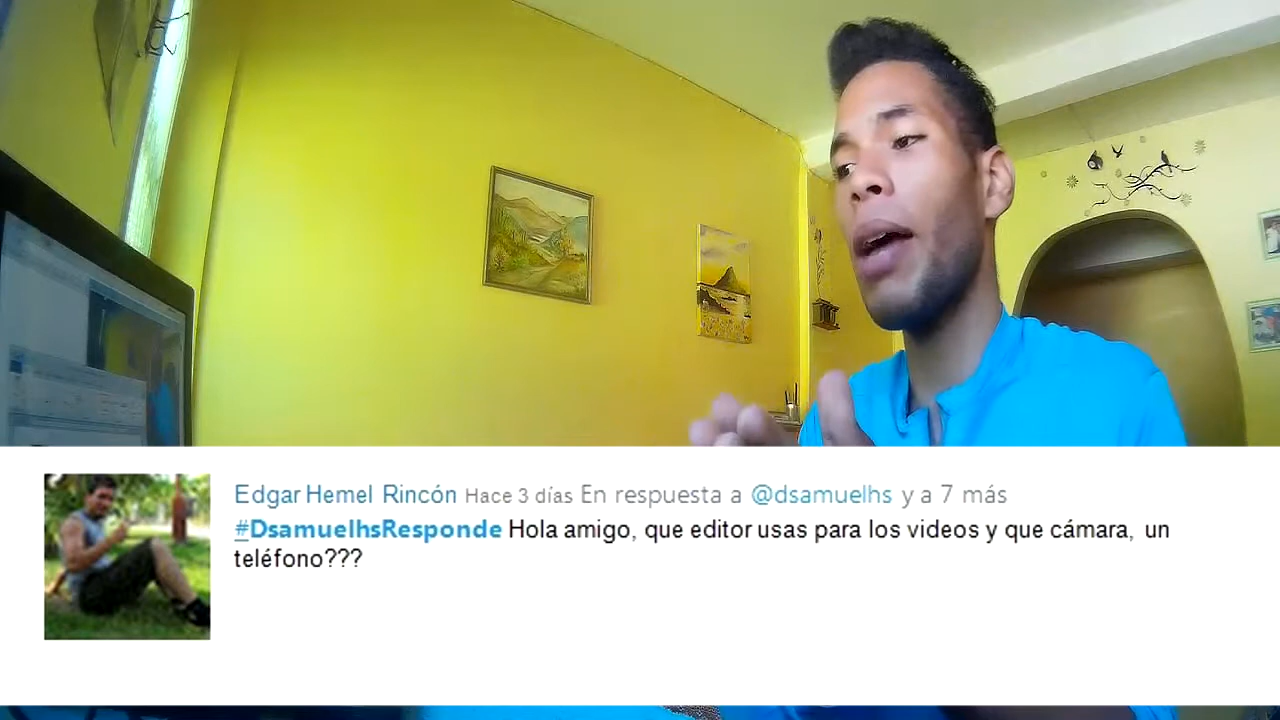 Edgar Hemel Rincón Hace 3 días En respuesta a @dsamuelhs y a 7 más
#DsamuelhsResponde Hola amigo, que editor usas para los videos y que cámara, un
teléfono???